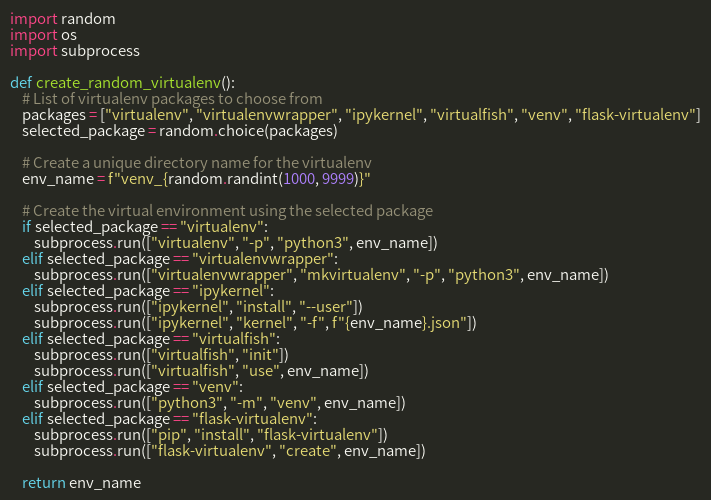 import random
import os
import subprocess

def create_random_virtualenv():
    # List of virtualenv packages to choose from
    packages = ["virtualenv", "virtualenvwrapper", "ipykernel", "virtualfish", "venv", "flask-virtualenv"]
    selected_package = random.choice(packages)

    # Create a unique directory name for the virtualenv
    env_name = f"venv_{random.randint(1000, 9999)}"

    # Create the virtual environment using the selected package
    if selected_package == "virtualenv":
        subprocess.run(["virtualenv", "-p", "python3", env_name])
    elif selected_package == "virtualenvwrapper":
        subprocess.run(["virtualenvwrapper", "mkvirtualenv", "-p", "python3", env_name])
    elif selected_package == "ipykernel":
        subprocess.run(["ipykernel", "install", "--user"])
        subprocess.run(["ipykernel", "kernel", "-f", f"{env_name}.json"])
    elif selected_package == "virtualfish":
        subprocess.run(["virtualfish", "init"])
        subprocess.run(["virtualfish", "use", env_name])
    elif selected_package == "venv":
        subprocess.run(["python3", "-m", "venv", env_name])
    elif selected_package == "flask-virtualenv":
        subprocess.run(["pip", "install", "flask-virtualenv"])
        subprocess.run(["flask-virtualenv", "create", env_name])

    return env_name